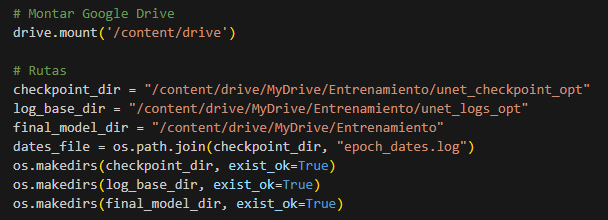 # Montar Google Drive
drive.mount('/content/drive')
# Rutas
checkpoint_dir = "/content/drive/MyDrive/Entrenamiento/unet_checkpoint_opt"
log_base_dir = "/content/drive/MyDrive/Entrenamiento/unet_logs_opt"
final_model_dir = "/content/drive/MyDrive/Entrenamiento"
dates_file = os.path.join(checkpoint_dir, "epoch_dates.log")
os.makedirs(checkpoint_dir, exist_ok=True)
os.makedirs(log_base_dir, exist_ok=True)
os.makedirs(final_model_dir, exist_ok=True)